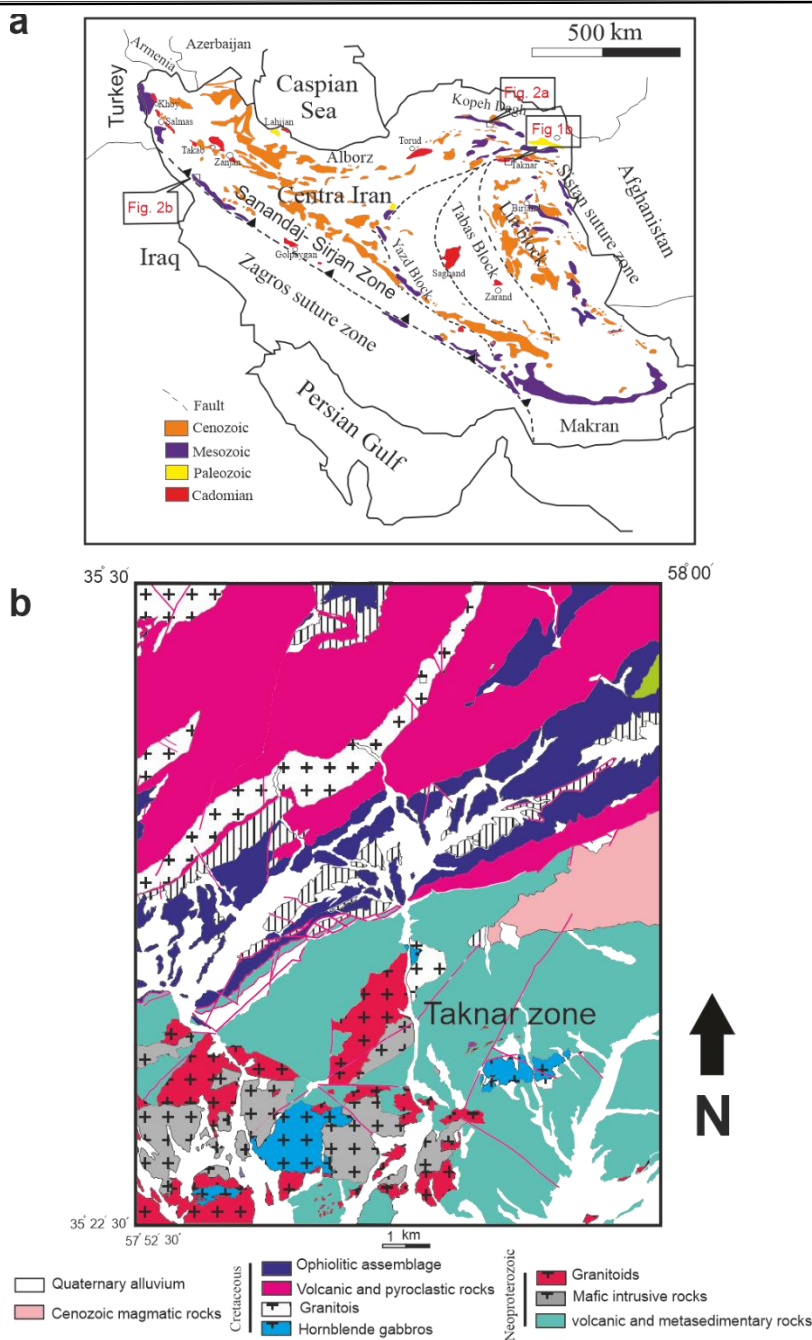 a
500 km
Armenia
Azerbaijan
Turkey
Caspian
Sea
Khoy
Salmas
Takab
Zanjan
Lahijan
Alborz
Torud
Kopeh Dagh
Fig. 2a
Fig. 1b
Taknar
Fig. 2b
Centra Iran
Sanandaj- Sirjan Zone
Golpaygan
Iraq
Zagros suture zone
Yazd Block
Tabas Block
Saghand
Zarand
Lut block
Birjand
Sistan suture zone
Afghanistan
Persian Gulf
Makran
Fault
Cenozoic
Mesozoic
Paleozoic
Cadomian
b
35° 30′
58° 00′
Taknar zone
N
35° 22′ 30″
57° 52′ 30″
1 km
Quaternary alluvium
Cenozoic magmatic rocks
Cretaceous
Ophiolitic assemblage
Volcanic and pyroclastic rocks
Granitois
Hornblende gabbros
Neoproterozoic
Granitoids
Mafic intrusive rocks
volcanic and metasedimentary rocks